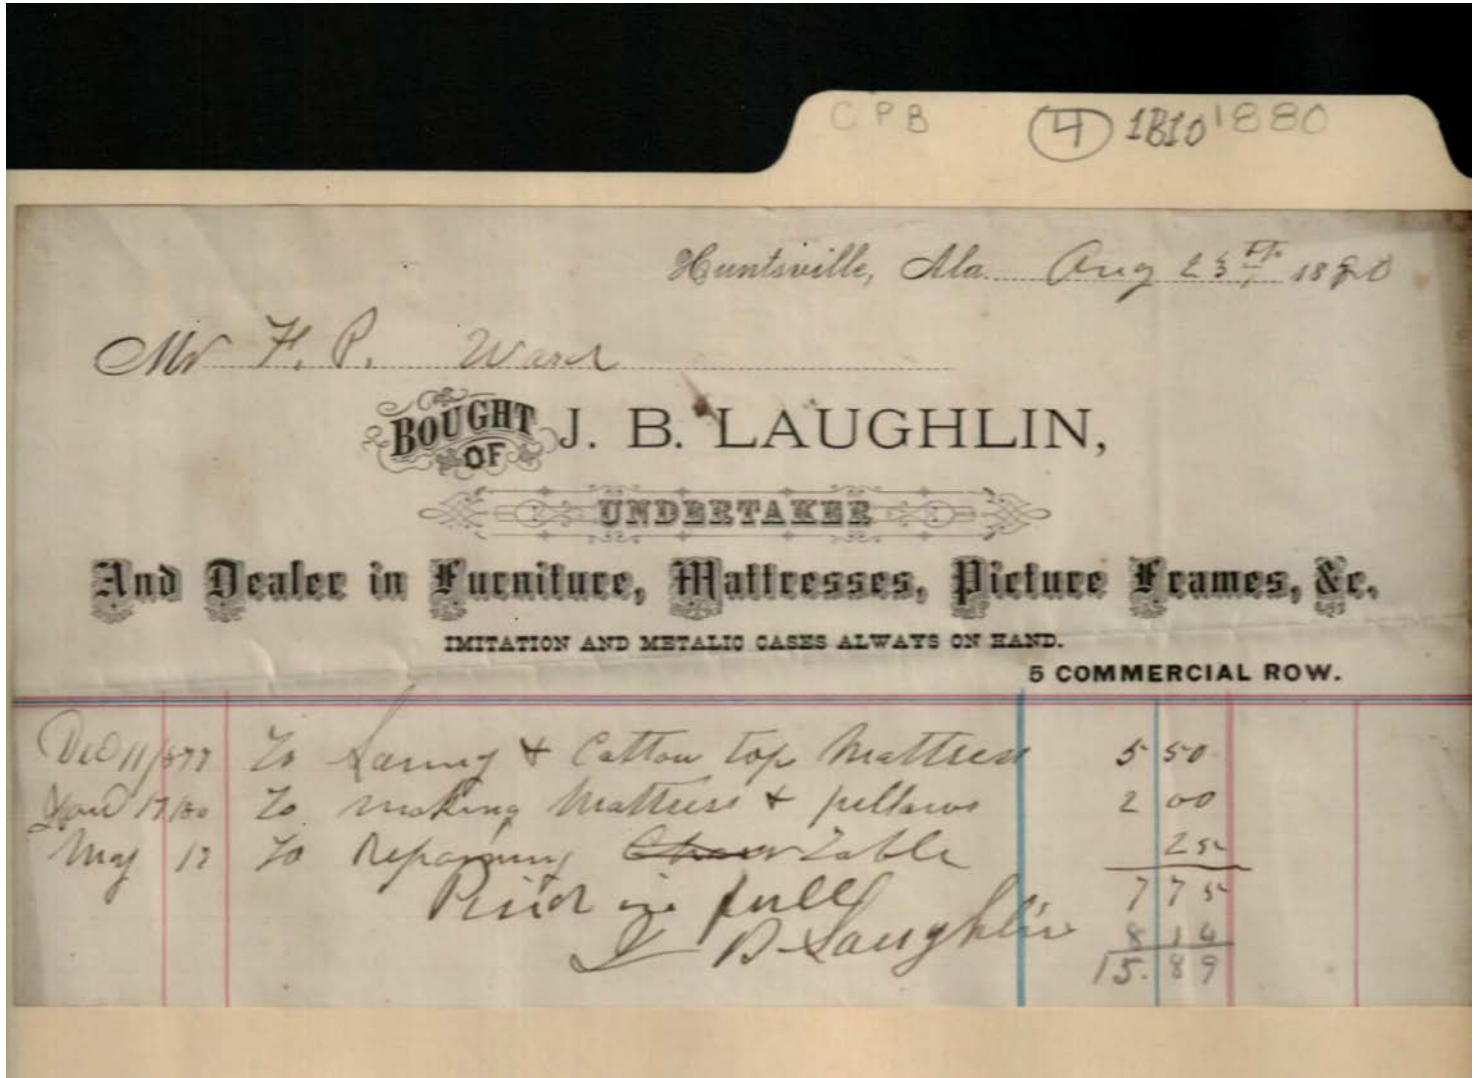 CPB (4) 1B10 1880
Huntsville, Ala. Aug 23 1880
Mr F. P. Ward
BOUGHT OF J. B. LAUGHLIN,
UNDERTAKER
And Dealer in Furniture, Mattresses, Picture Frames, &c.
IMITATION AND METALIC CASES ALWAYS ON HAND.
5 COMMERCIAL ROW.
Dec 11/877 To & Cotton top Mattress 5 50
17/80 To making Mattress & pillows 2 00
May 12 To Repairing Table 25
Paid in full 7 75
J B Laughlin 8 14
15.89